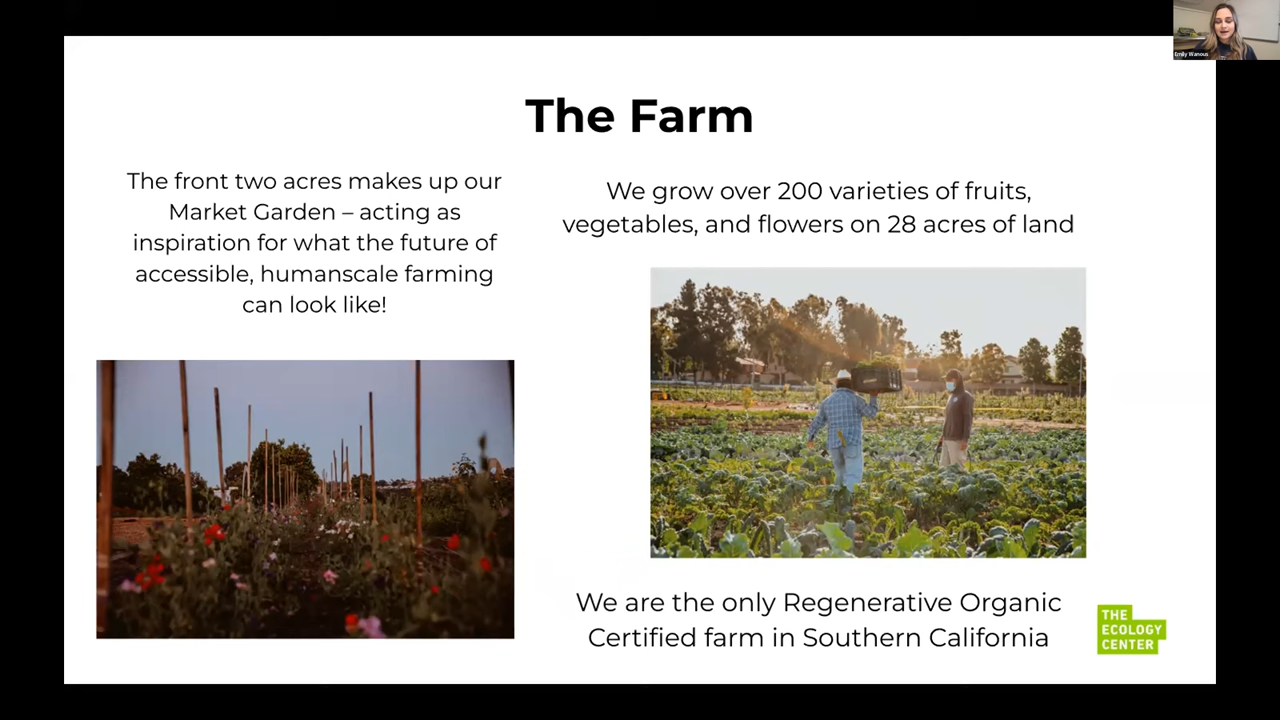 Emily Wanous
The Farm
The front two acres makes up our
Market Garden – acting as
inspiration for what the future of
accessible, humanscale farming
can look like!
We grow over 200 varieties of fruits,
vegetables, and flowers on 28 acres of land
We are the only Regenerative Organic
Certified farm in Southern California
THE
ECOLOGY
CENTER